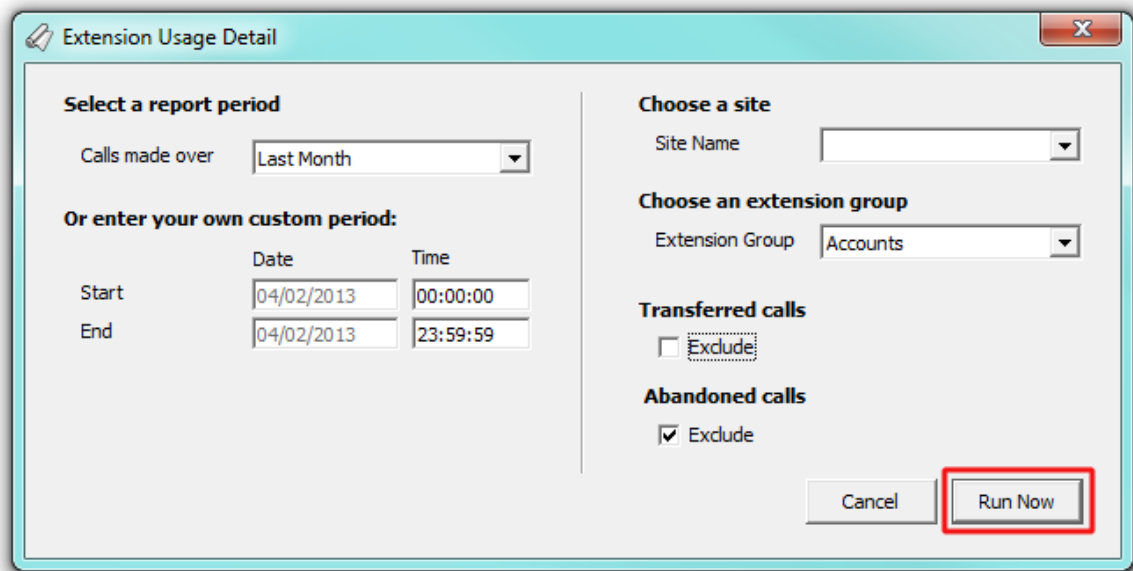 Extension Usage Detail
Select a report period
Calls made over Last Month
Or enter your own custom period:
Date Time
Start 04/02/2013 00:00:00
End 04/02/2013 23:59:59
Choose a site
Site Name
Choose an extension group
Extension Group Accounts
Transferred calls
Exclude
Abandoned calls
Exclude
Cancel Run Now